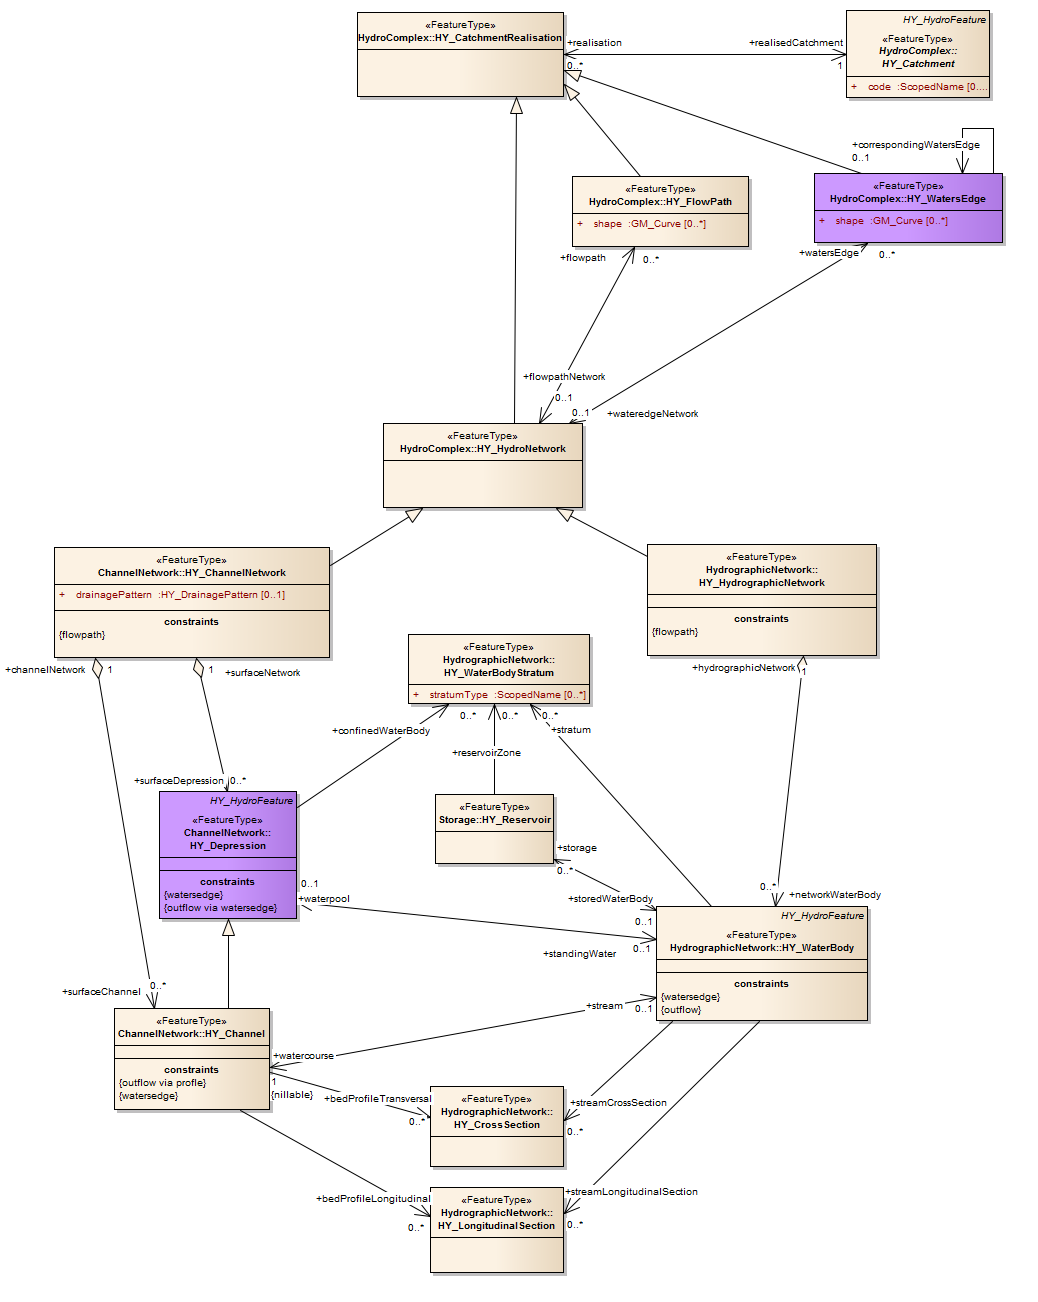 «FeatureType»
HydroComplex::HY_CatchmentRealisation
+realisation
0..*
+realisedCatchment
1
HY_HydroFeature
«FeatureType»
HydroComplex::
HY_Catchment
+ code :ScopedName [0....
+correspondingWatersEdge
0..1
«FeatureType»
HydroComplex::HY_FlowPath
+ shape :GM_Curve [0..*]
«FeatureType»
HydroComplex::HY_WatersEdge
+ shape :GM_Curve [0..*]
+flowpath
0..*
+watersEdge
0..*
+flowpathNetwork
0..1
0..1
+wateredgeNetwork
«FeatureType»
HydroComplex::HY_HydroNetwork
«FeatureType»
ChannelNetwork::HY_ChannelNetwork
+ drainagePattern :HY_DrainagePattern [0..1]
constraints
{flowpath}
«FeatureType»
HydrographicNetwork::
HY_HydrographicNetwork
constraints
{flowpath}
+channelNetwork
1
1
+surfaceNetwork
«FeatureType»
HydrographicNetwork::
HY_WaterBodyStratum
+ stratumType :ScopedName [0..*]
+hydrographicNetwork
1
0..*
0..*
0..*
+confinedWaterBody
+stratum
+reservoirZone
+surfaceDepression
0..*
HY_HydroFeature
«FeatureType»
ChannelNetwork::
HY_Depression
constraints
{watersedge}
{outflow via watersedge}
«FeatureType»
Storage::HY_Reservoir
+storage
0..*
0..1
+waterpool
+storedWaterBody
0..1
0..*
+networkWaterBody
HY_HydroFeature
«FeatureType»
HydrographicNetwork::HY_WaterBody
constraints
{watersedge}
{outflow}
+standingWater
0..1
+stream
0..1
+surfaceChannel
0..*
«FeatureType»
ChannelNetwork::HY_Channel
constraints
{outflow via profle}
{watersedge}
+watercourse
1
{nillable}
+bedProfileTransversal
0..*
«FeatureType»
HydrographicNetwork::
HY_CrossSection
+streamCrossSection
0..*
+bedProfileLongitudinal
0..*
«FeatureType»
HydrographicNetwork::
HY_LongitudinalSection
+streamLongitudinalSection
0..*